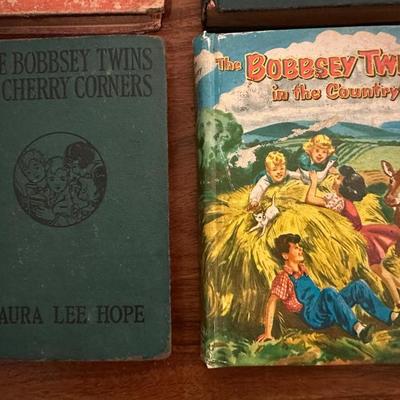 E BOBBSEY TWINS
CHERRY CORNERS
AURA LEE HOPE
The BOBBSEY TWI
in the Country